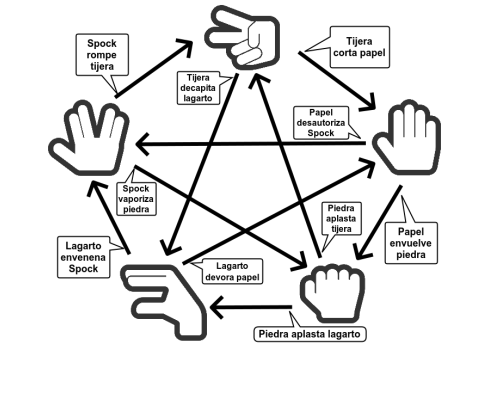 Spock
rompe
tijera
Tijera
corta papel
Tijera
decapita
lagarto
Papel
desautoriza
Spock
Spock
vaporiza
piedra
Piedra
aplasta
tijera
Papel
envuelve
piedra
Lagarto
envenena
Spock
Lagarto
devora papel
Piedra aplasta lagarto